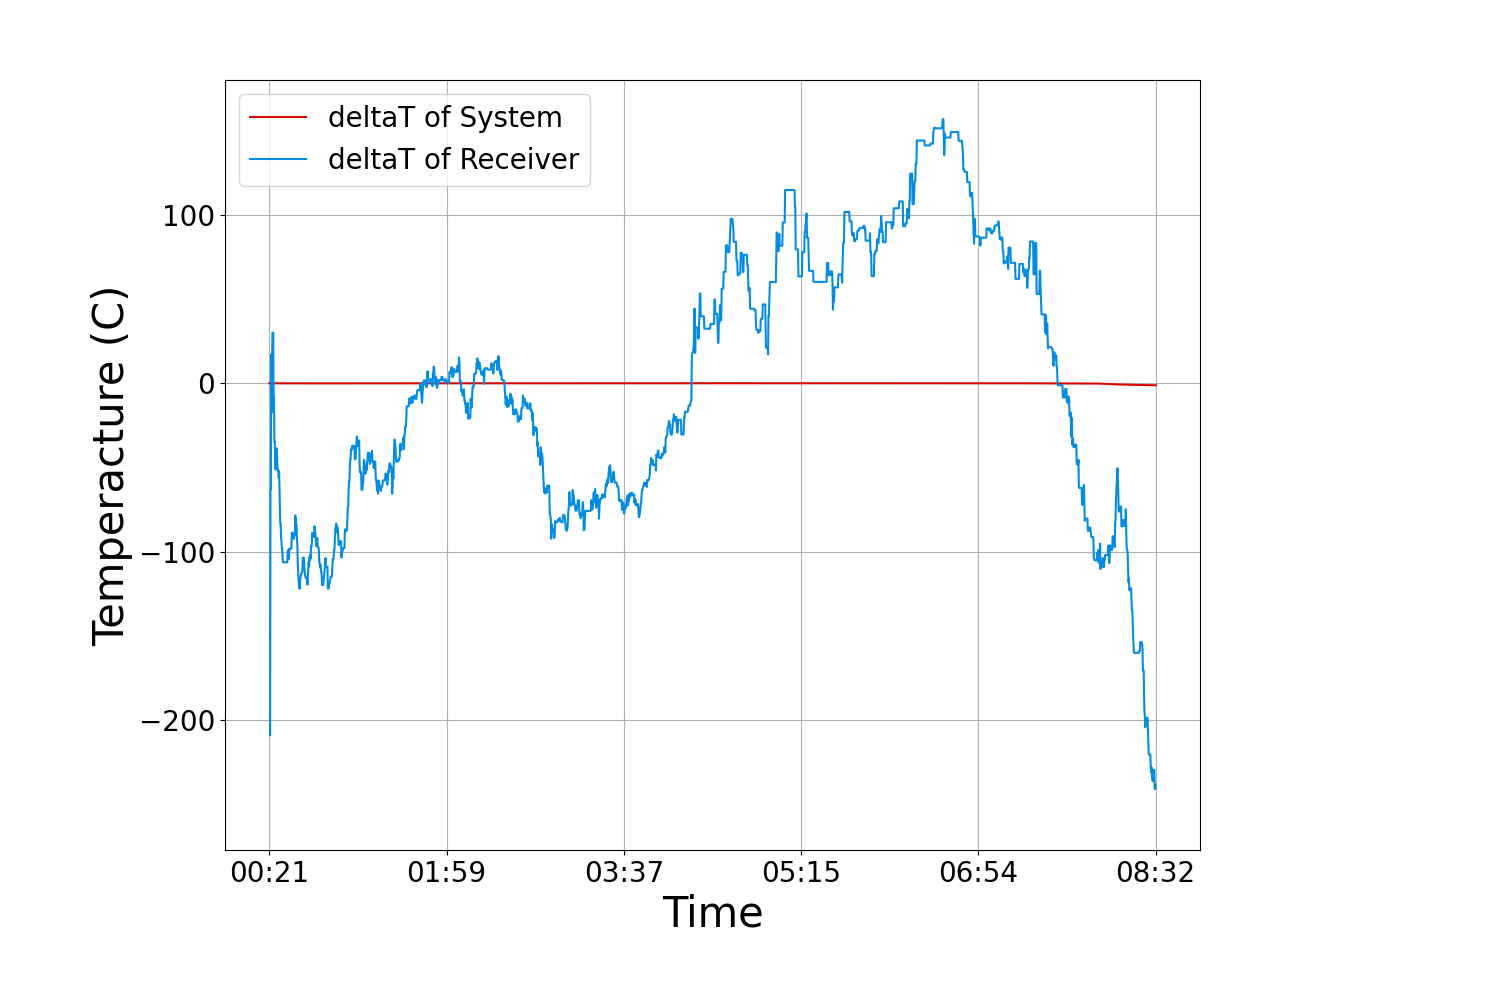 deltaT of System
deltaT of Receiver
100
0
−100
−200
Temperacture (C)
00:21 01:59 03:37 05:15 06:54 08:32
Time